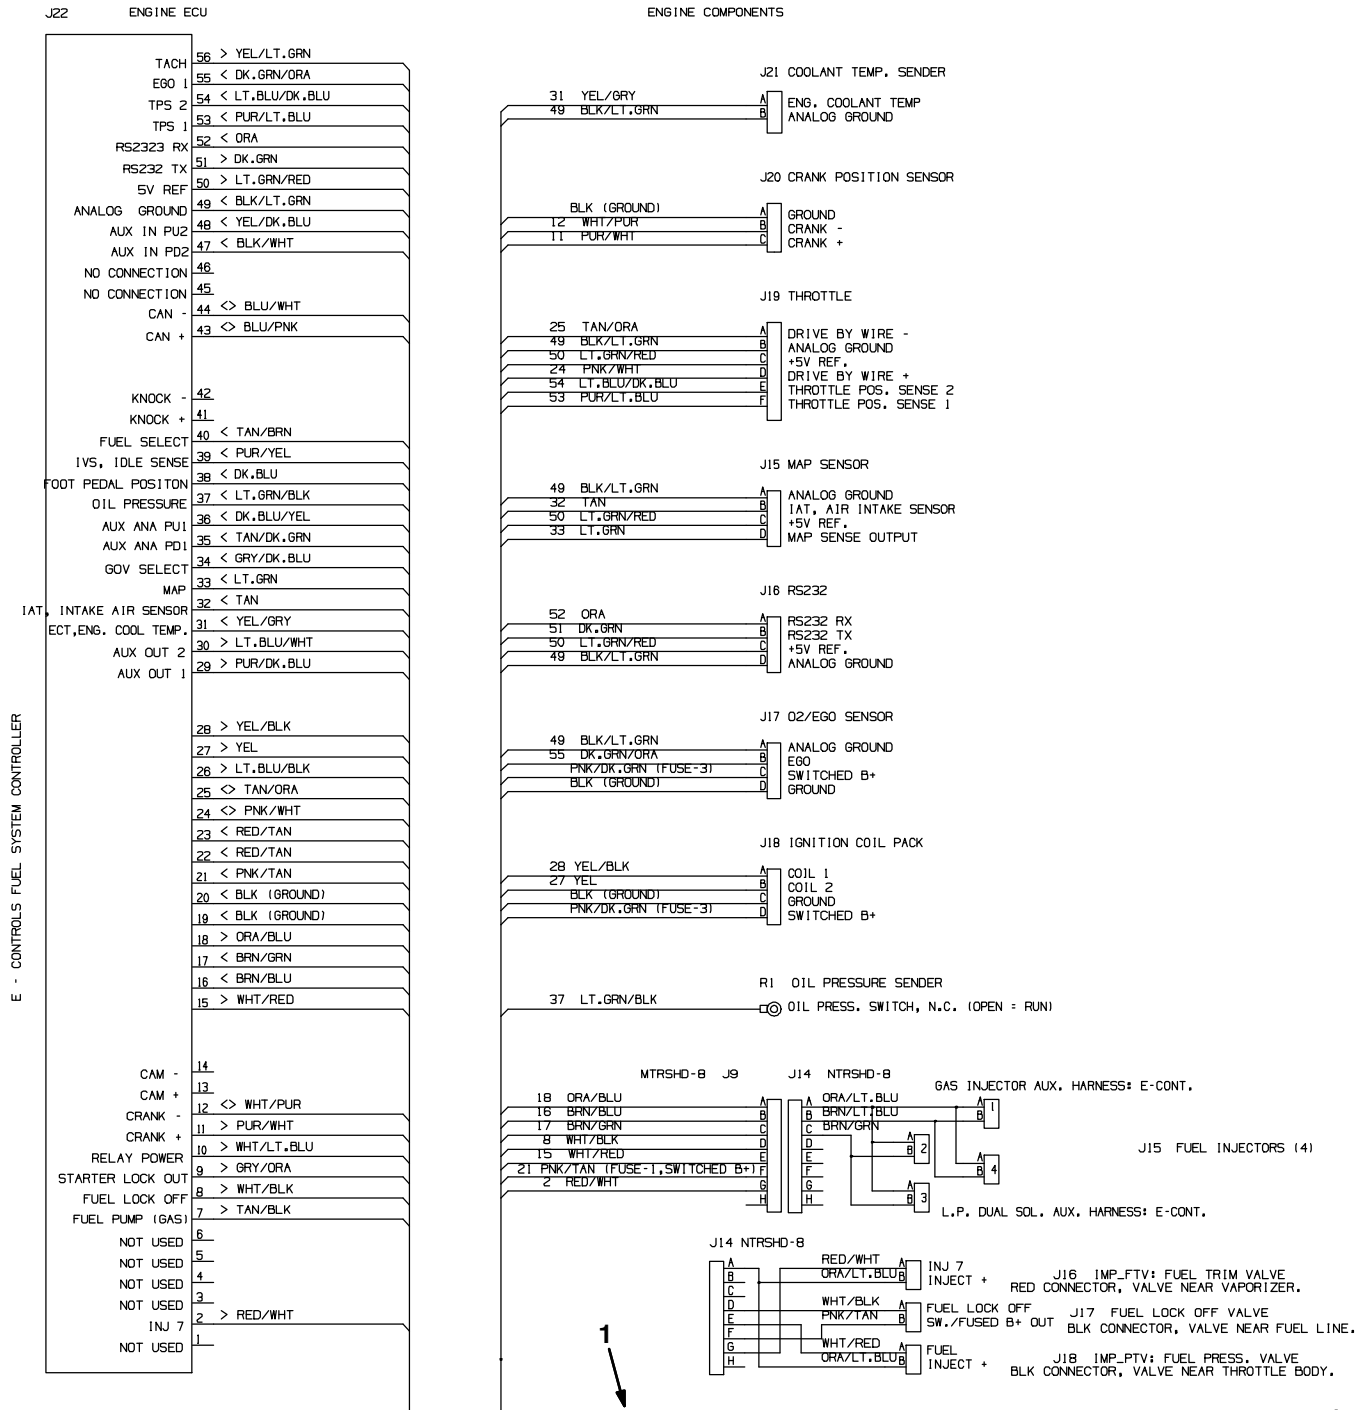 J22 ENGINE ECU
ENGINE COMPONENTS
E - CONTROLS FUEL SYSTEM CONTROLLER
TACH 56 > YEL/LT.GRN
EGO 1 55 < DK.GRN/ORA
TPS 2 54 < LT.BLU/DK.BLU
TPS 1 53 < PUR/LT.BLU
RS2323 RX 52 < ORA
RS232 TX 51 > DK.GRN
5V REF 50 > LT.GRN/RED
ANALOG GROUND 49 < BLK/LT.GRN
AUX IN PU2 48 < YEL/DK.BLU
AUX IN PD2 47 < BLK/WHT
NO CONNECTION 46
NO CONNECTION 45
CAN - 44 <> BLU/WHT
CAN + 43 <> BLU/PNK
KNOCK - 42
KNOCK + 41
FUEL SELECT 40 < TAN/BRN
IVS, IDLE SENSE 39 < PUR/YEL
FOOT PEDAL POSITON 38 < DK.BLU
OIL PRESSURE 37 < LT.GRN/BLK
AUX ANA PU1 36 < DK.BLU/YEL
AUX ANA PD1 35 < TAN/DK.GRN
GOV SELECT 34 < GRY/DK.BLU
MAP 33 < LT.GRN
IAT, INTAKE AIR SENSOR 32 < TAN
ECT,ENG. COOL TEMP. 31 < YEL/GRY
AUX OUT 2 30 > LT.BLU/WHT
AUX OUT 1 29 > PUR/DK.BLU
28 > YEL/BLK
27 > YEL
26 > LT.BLU/BLK
25 <> TAN/ORA
24 <> PNK/WHT
23 < RED/TAN
22 < RED/TAN
21 < PNK/TAN
20 < BLK (GROUND)
19 < BLK (GROUND)
18 > ORA/BLU
17 < BRN/GRN
16 < BRN/BLU
15 > WHT/RED
CAM - 14
CAM + 13
CRANK - 12 <> WHT/PUR
CRANK + 11 > PUR/WHT
RELAY POWER 10 > WHT/LT.BLU
STARTER LOCK OUT 9 > GRY/ORA
FUEL LOCK OFF 8 > WHT/BLK
FUEL PUMP (GAS) 7 > TAN/BLK
NOT USED 6
NOT USED 5
NOT USED 4
NOT USED 3
INJ 7 2 > RED/WHT
NOT USED 1
J21 COOLANT TEMP. SENDER
31 YEL/GRY A ENG. COOLANT TEMP
49 BLK/LT.GRN B ANALOG GROUND
J20 CRANK POSITION SENSOR
BLK (GROUND) A GROUND
12 WHT/PUR B CRANK -
11 PUR/WHT C CRANK +
J19 THROTTLE
25 TAN/ORA A DRIVE BY WIRE -
49 BLK/LT.GRN B ANALOG GROUND
50 LT.GRN/RED C +5V REF.
24 PNK/WHT D DRIVE BY WIRE +
54 LT.BLU/DK.BLU E THROTTLE POS. SENSE 2
53 PUR/LT.BLU F THROTTLE POS. SENSE 1
J15 MAP SENSOR
49 BLK/LT.GRN A ANALOG GROUND
32 TAN B IAT, AIR INTAKE SENSOR
50 LT.GRN/RED C +5V REF.
33 LT.GRN D MAP SENSE OUTPUT
J16 RS232
52 ORA A RS232 RX
51 DK.GRN B RS232 TX
50 LT.GRN/RED C +5V REF.
49 BLK/LT.GRN D ANALOG GROUND
J17 O2/EGO SENSOR
49 BLK/LT.GRN A ANALOG GROUND
55 DK.GRN/ORA B EGO
PNK/DK.GRN (FUSE-3) C SWITCHED B+
BLK (GROUND) D GROUND
J18 IGNITION COIL PACK
28 YEL/BLK A COIL 1
27 YEL B COIL 2
BLK (GROUND) C GROUND
PNK/DK.GRN (FUSE-3) D SWITCHED B+
R1 OIL PRESSURE SENDER
37 LT.GRN/BLK OIL PRESS. SWITCH, N.C. (OPEN = RUN)
MTRSHD-8 J9 J14 NTRSHD-8
GAS INJECTOR AUX. HARNESS: E-CONT.
18 ORA/BLU A A ORA/LT.BLU A 1
16 BRN/BLU B B BRN/LT.BLU B
17 BRN/GRN C C BRN/GRN
8 WHT/BLK D D A 2
15 WHT/RED E E B
J15 FUEL INJECTORS (4)
21 PNK/TAN (FUSE-1,SWITCHED B+) F F A 4
2 RED/WHT G G B
H H A 3
B
L.P. DUAL SOL. AUX. HARNESS: E-CONT.
J14 NTRSHD-8
A RED/WHT A INJ 7
B ORA/LT.BLU B INJECT +
J16 IMP_FTV: FUEL TRIM VALVE
RED CONNECTOR, VALVE NEAR VAPORIZER.
C
D WHT/BLK A FUEL LOCK OFF
E PNK/TAN B SW./FUSED B+ OUT
J17 FUEL LOCK OFF VALVE
BLK CONNECTOR, VALVE NEAR FUEL LINE.
F
G WHT/RED A FUEL
H ORA/LT.BLU B INJECT +
J18 IMP_PTV: FUEL PRESS. VALVE
BLK CONNECTOR, VALVE NEAR THROTTLE BODY.
1